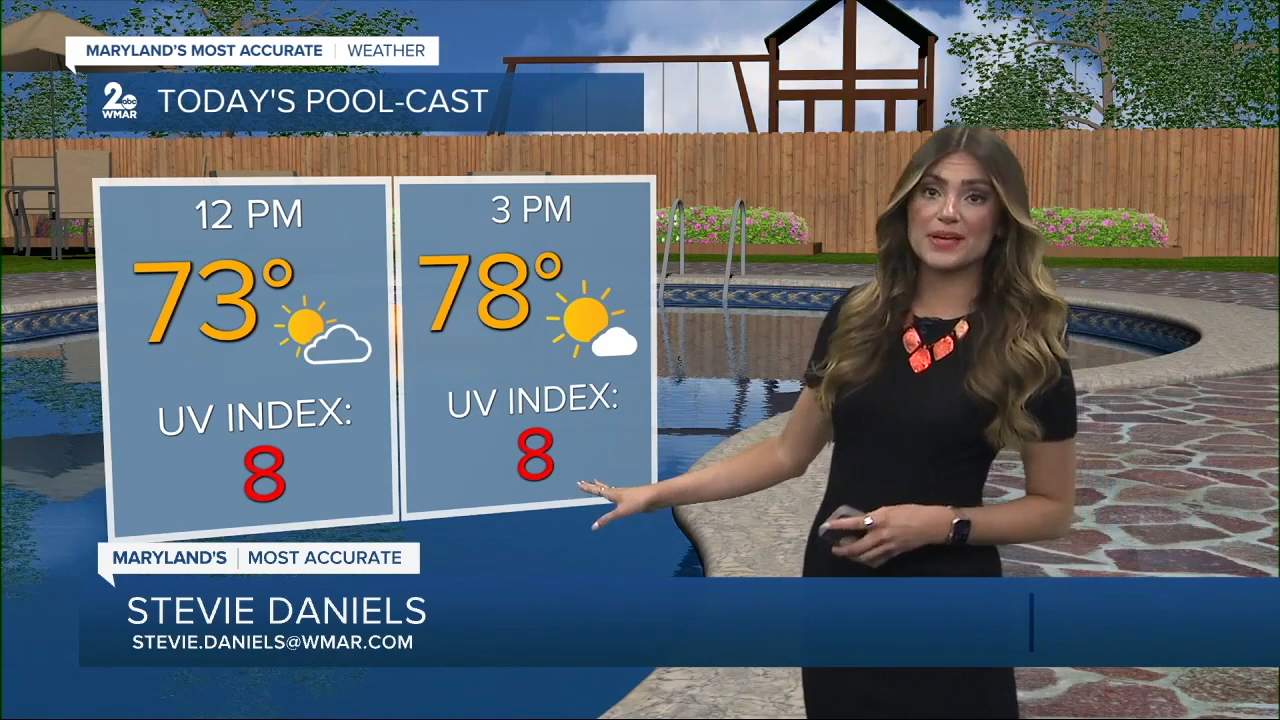 MARYLAND'S MOST ACCURATE | WEATHER
2 abc
WMAR
TODAY'S POOL-CAST
12 PM
73°
UV INDEX:
8
3 PM
78°
UV INDEX:
8
MARYLAND'S | MOST ACCURATE
STEVIE DANIELS
STEVIE.DANIELS@WMAR.COM